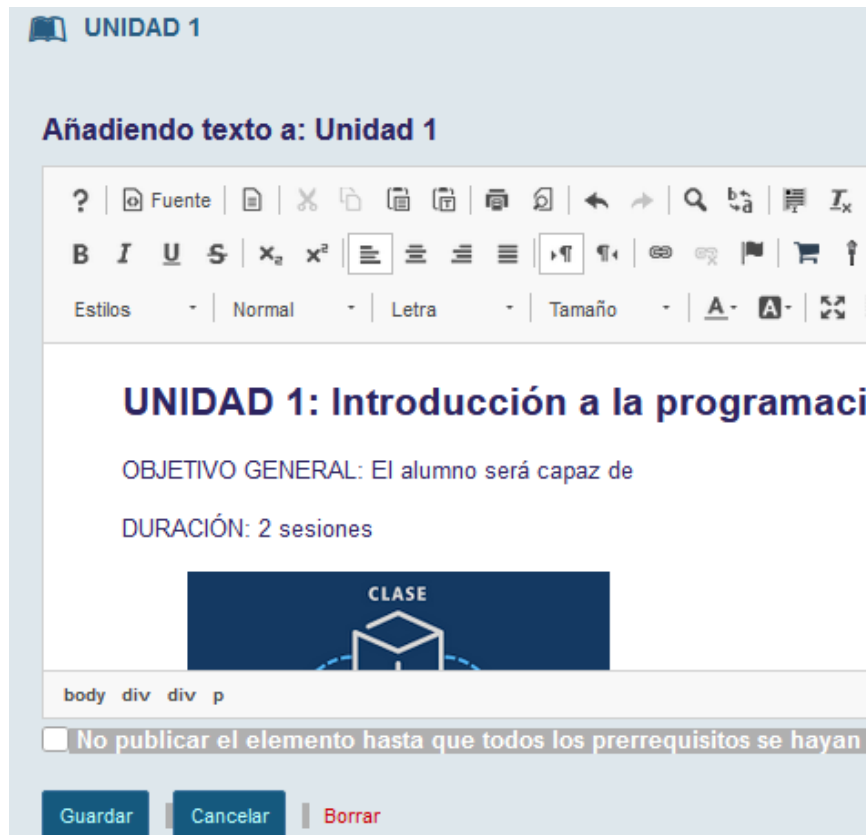 UNIDAD 1
Añadiendo texto a: Unidad 1
? Fuente
B I U S x₂ x²
Estilos Normal Letra Tamaño A A
UNIDAD 1: Introducción a la programaci
OBJETIVO GENERAL: El alumno será capaz de
DURACIÓN: 2 sesiones
CLASE
body div div p
No publicar el elemento hasta que todos los prerrequisitos se hayan
Guardar Cancelar Borrar